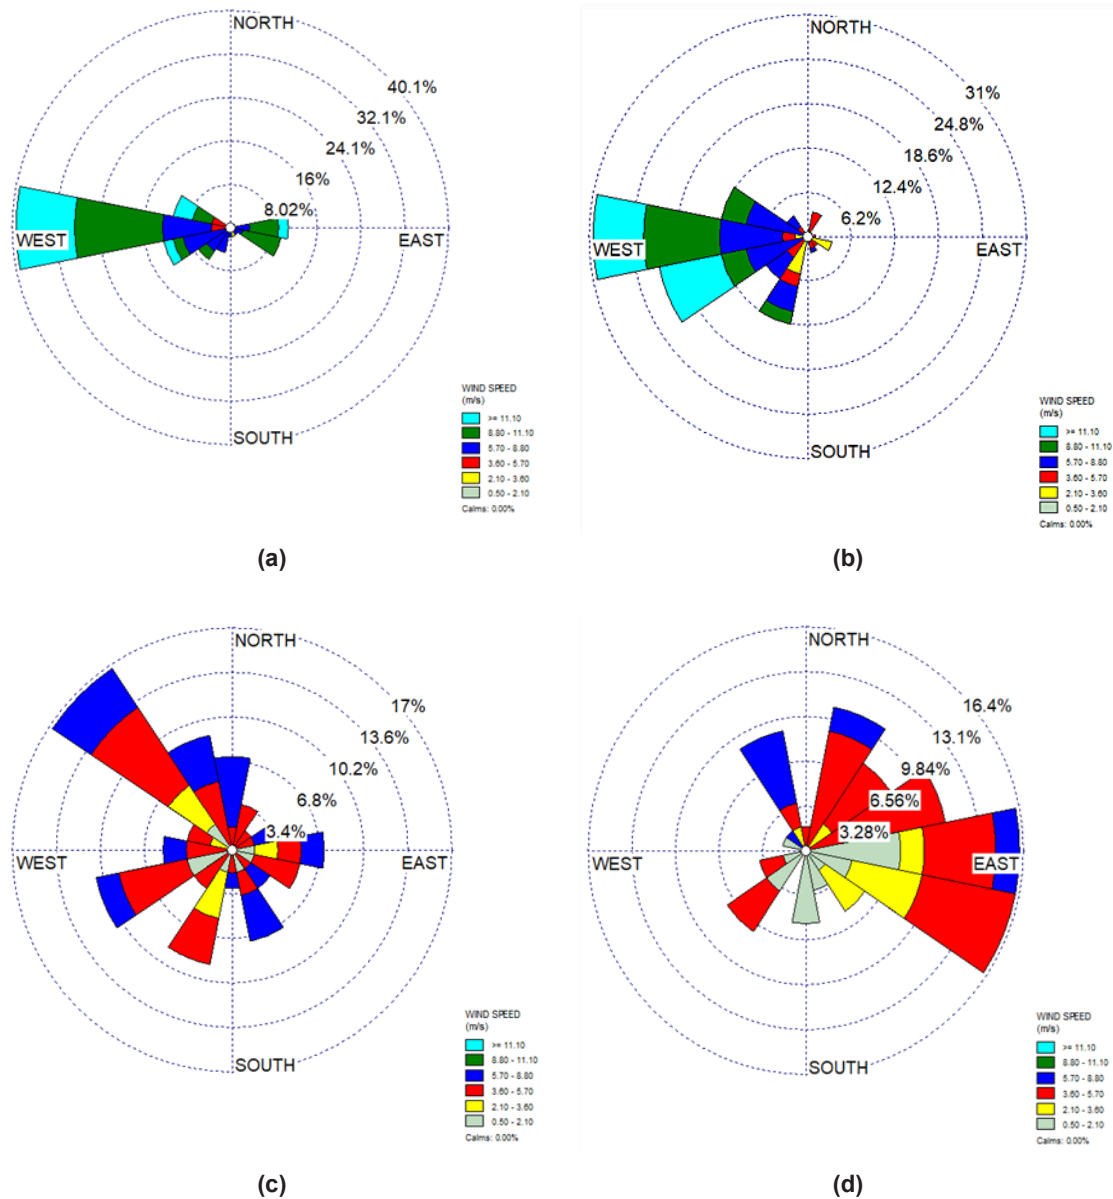 NORTH
40.1%
32.1%
24.1%
16%
8.02%
WEST
EAST
SOUTH
WIND SPEED
(m/s)
>= 11.10
8.80 - 11.10
5.70 - 8.80
3.60 - 5.70
2.10 - 3.60
0.50 - 2.10
Calms: 0.00%
(a)
NORTH
31%
24.8%
18.6%
12.4%
6.2%
WEST
EAST
SOUTH
WIND SPEED
(m/s)
>= 11.10
8.80 - 11.10
5.70 - 8.80
3.60 - 5.70
2.10 - 3.60
0.50 - 2.10
Calms: 0.00%
(b)
NORTH
17%
13.6%
10.2%
6.8%
3.4%
WEST
EAST
SOUTH
WIND SPEED
(m/s)
>= 11.10
8.80 - 11.10
5.70 - 8.80
3.60 - 5.70
2.10 - 3.60
0.50 - 2.10
Calms: 0.00%
(c)
NORTH
16.4%
13.1%
9.84%
6.56%
3.28%
WEST
EAST
SOUTH
WIND SPEED
(m/s)
>= 11.10
8.80 - 11.10
5.70 - 8.80
3.60 - 5.70
2.10 - 3.60
0.50 - 2.10
Calms: 0.00%
(d)